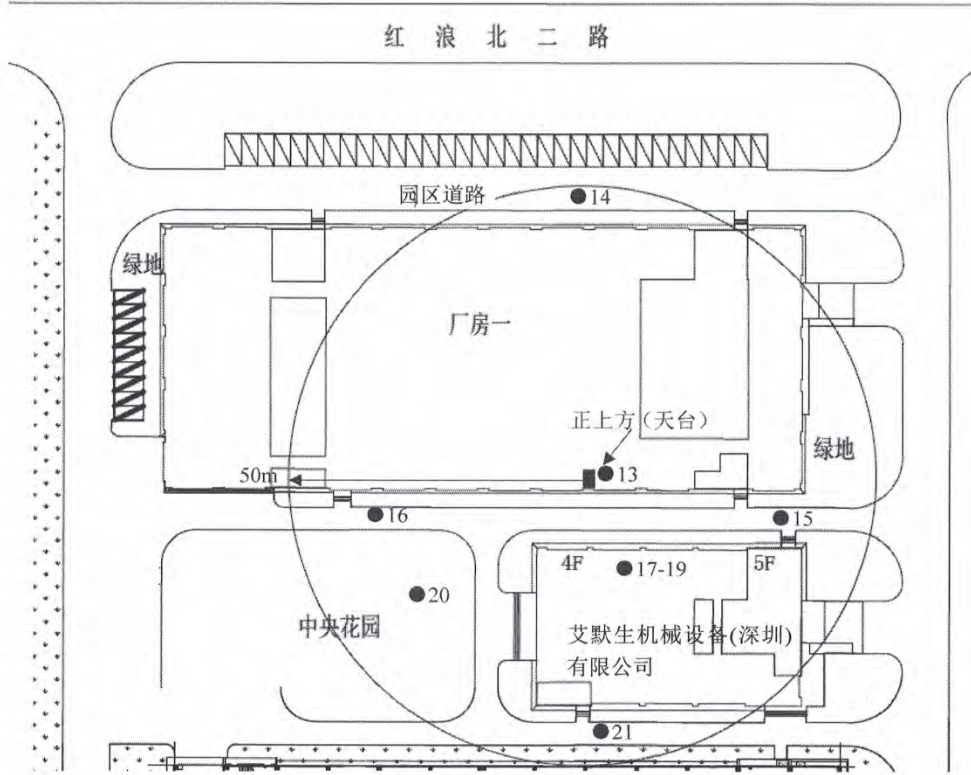 红浪北二路
园区道路
14
绿地
厂房一
正上方（天台）
绿地
50m
13
16
15
4F
17-19
5F
20
中央花园
艾默生机械设备(深圳)
有限公司
21